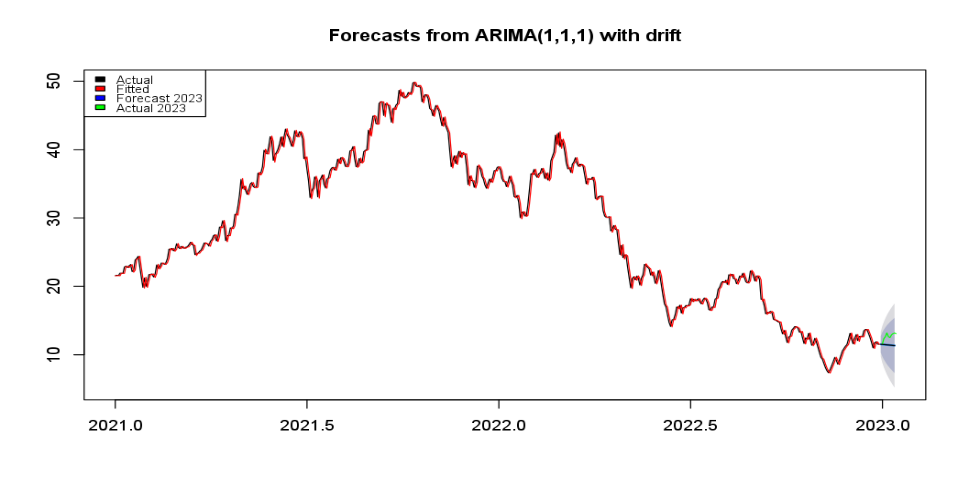 Forecasts from ARIMA(1,1,1) with drift
Actual
Fitted
Forecast 2023
Actual 2023
50
40
30
20
10
2021.0 2021.5 2022.0 2022.5 2023.0